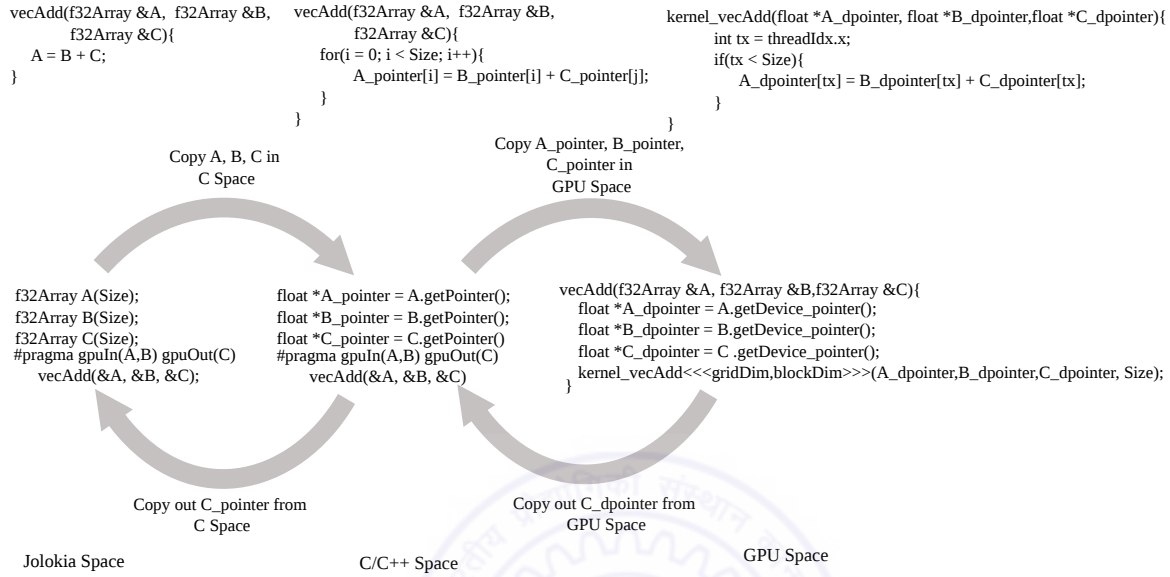 vecAdd(f32Array &A, f32Array &B,
f32Array &C){
A = B + C;
}
vecAdd(f32Array &A, f32Array &B,
f32Array &C){
for(i = 0; i < Size; i++){
A_pointer[i] = B_pointer[i] + C_pointer[j];
}
}
kernel_vecAdd(float *A_dpointer, float *B_dpointer,float *C_dpointer){
int tx = threadIdx.x;
if(tx < Size){
A_dpointer[tx] = B_dpointer[tx] + C_dpointer[tx];
}
}
Copy A, B, C in
C Space
Copy A_pointer, B_pointer,
C_pointer in
GPU Space
f32Array A(Size);
f32Array B(Size);
f32Array C(Size);
#pragma gpuIn(A,B) gpuOut(C)
vecAdd(&A, &B, &C);
float *A_pointer = A.getPointer();
float *B_pointer = B.getPointer();
float *C_pointer = C.getPointer()
#pragma gpuIn(A,B) gpuOut(C)
vecAdd(&A, &B, &C)
vecAdd(f32Array &A, f32Array &B,f32Array &C){
float *A_dpointer = A.getDevice_pointer();
float *B_dpointer = B.getDevice_pointer();
float *C_dpointer = C .getDevice_pointer();
kernel_vecAdd<<<gridDim,blockDim>>>(A_dpointer,B_dpointer,C_dpointer, Size);
}
Copy out C_pointer from
C Space
Copy out C_dpointer from
GPU Space
Jolokia Space
C/C++ Space
GPU Space